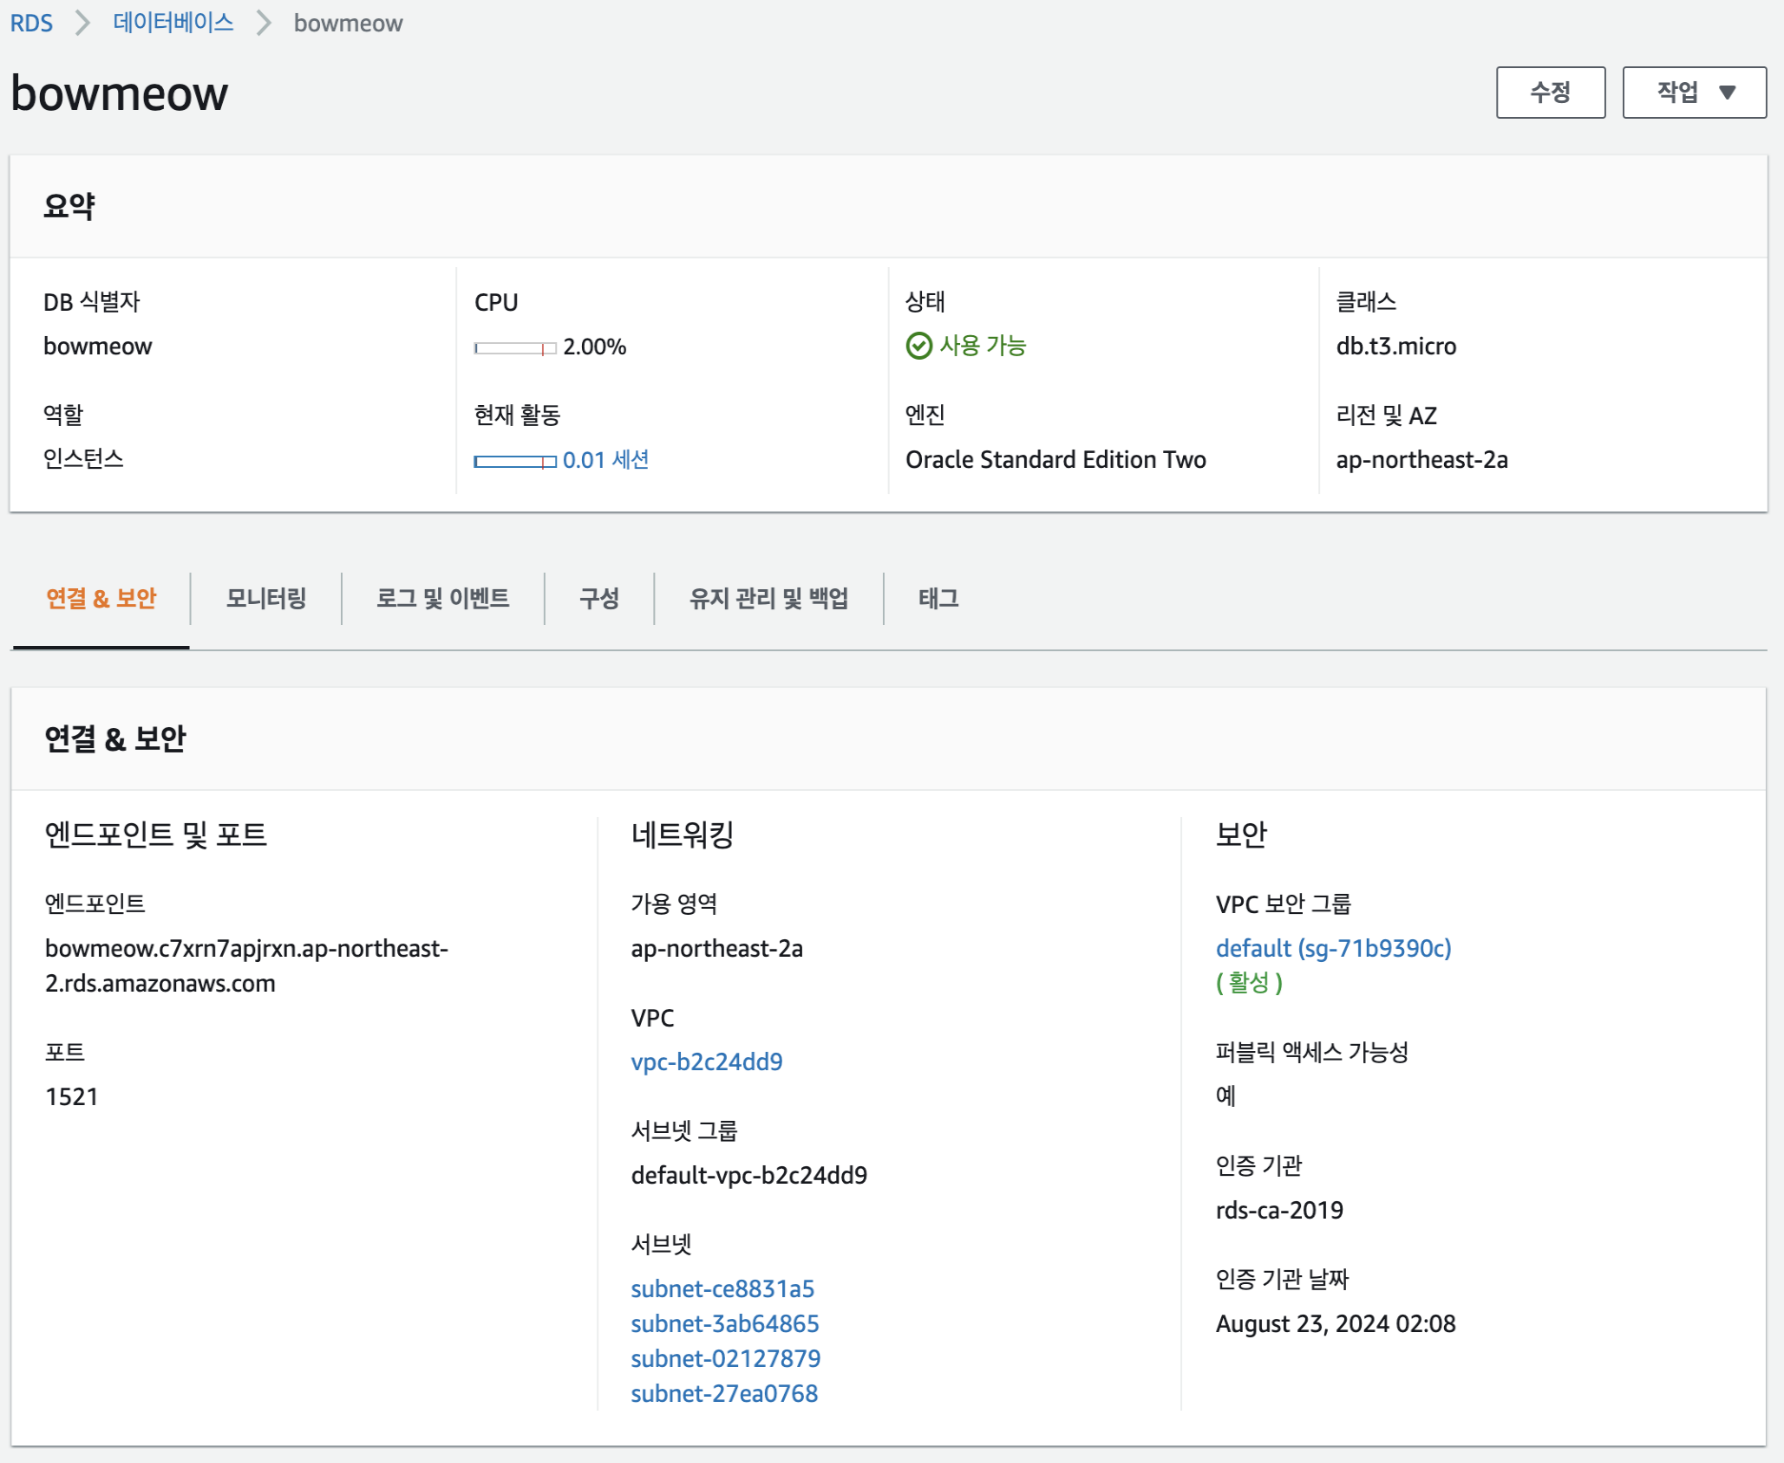 RDS > 데이터베이스 > bowmeow
bowmeow
수정
작업 ▼
요약
DB 식별자
bowmeow
CPU
2.00%
상태
사용 가능
클래스
db.t3.micro
역할
인스턴스
현재 활동
0.01 세션
엔진
Oracle Standard Edition Two
리전 및 AZ
ap-northeast-2a
연결 & 보안
모니터링
로그 및 이벤트
구성
유지 관리 및 백업
태그
연결 & 보안
엔드포인트 및 포트
엔드포인트
bowmeow.c7xrn7apjrxn.ap-northeast-
2.rds.amazonaws.com
포트
1521
네트워킹
가용 영역
ap-northeast-2a
VPC
vpc-b2c24dd9
서브넷 그룹
default-vpc-b2c24dd9
서브넷
subnet-ce8831a5
subnet-3ab64865
subnet-02127879
subnet-27ea0768
보안
VPC 보안 그룹
default (sg-71b9390c)
( 활성 )
퍼블릭 액세스 가능성
예
인증 기관
rds-ca-2019
인증 기관 날짜
August 23, 2024 02:08